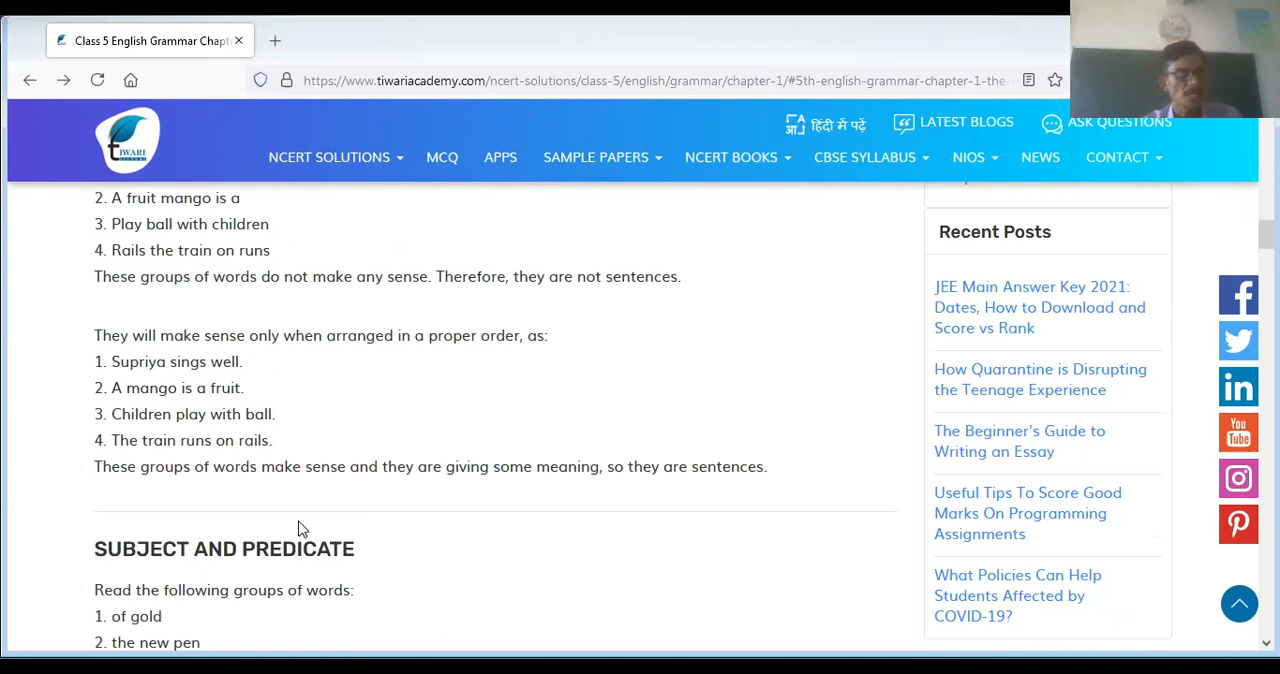 Class 5 English Grammar Chapt
https://www.tiwariacademy.com/ncert-solutions/class-5/english/grammar/chapter-1/#5th-english-grammar-chapter-1-the-
TIWARI
हिंदी में पढ़ें
LATEST BLOGS
ASK QUESTIONS
NCERT SOLUTIONS
MCQ
APPS
SAMPLE PAPERS
NCERT BOOKS
CBSE SYLLABUS
NIOS
NEWS
CONTACT
2. A fruit mango is a
3. Play ball with children
4. Rails the train on runs
These groups of words do not make any sense. Therefore, they are not sentences.
They will make sense only when arranged in a proper order, as:
1. Supriya sings well.
2. A mango is a fruit.
3. Children play with ball.
4. The train runs on rails.
These groups of words make sense and they are giving some meaning, so they are sentences.
SUBJECT AND PREDICATE
Read the following groups of words:
1. of gold
2. the new pen
Recent Posts
JEE Main Answer Key 2021:
Dates, How to Download and
Score vs Rank
How Quarantine is Disrupting
the Teenage Experience
The Beginner's Guide to
Writing an Essay
Useful Tips To Score Good
Marks On Programming
Assignments
What Policies Can Help
Students Affected by
COVID-19?
You
Tube